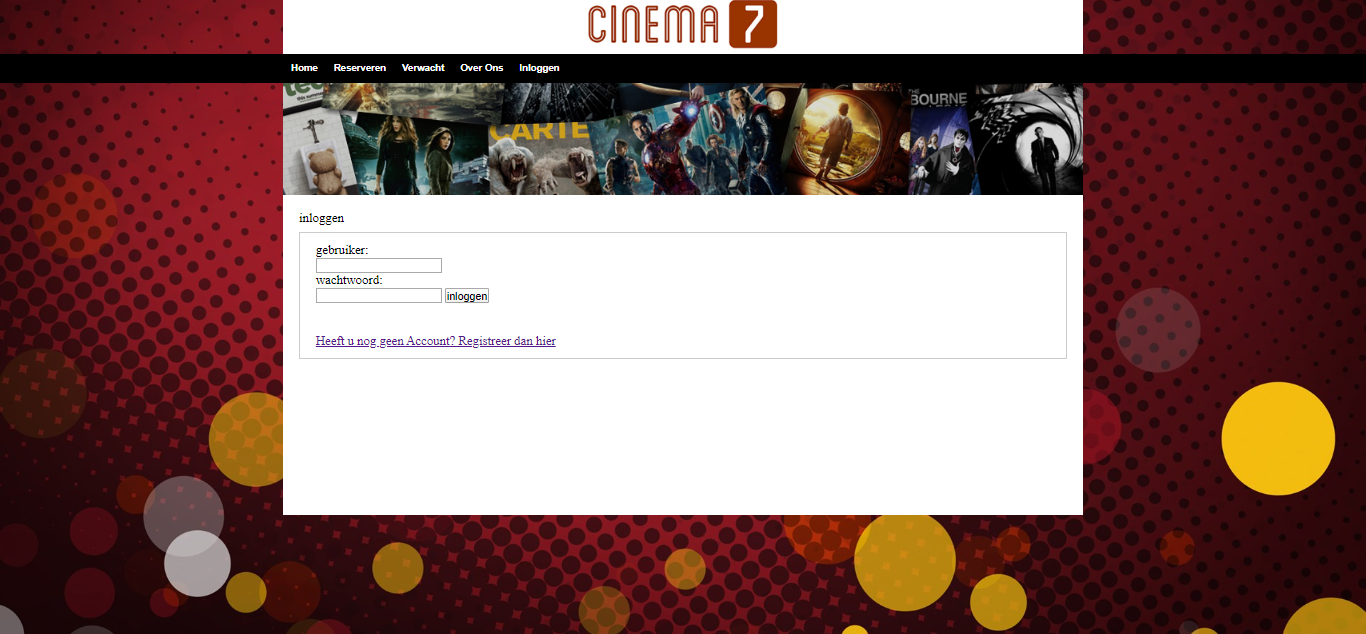 CINEMA 7
Home Reserveren Verwacht Over Ons Inloggen
THE
BOURNE
CARTE
inloggen
gebruiker:
wachtwoord:
inloggen
Heeft u nog geen Account? Registreer dan hier